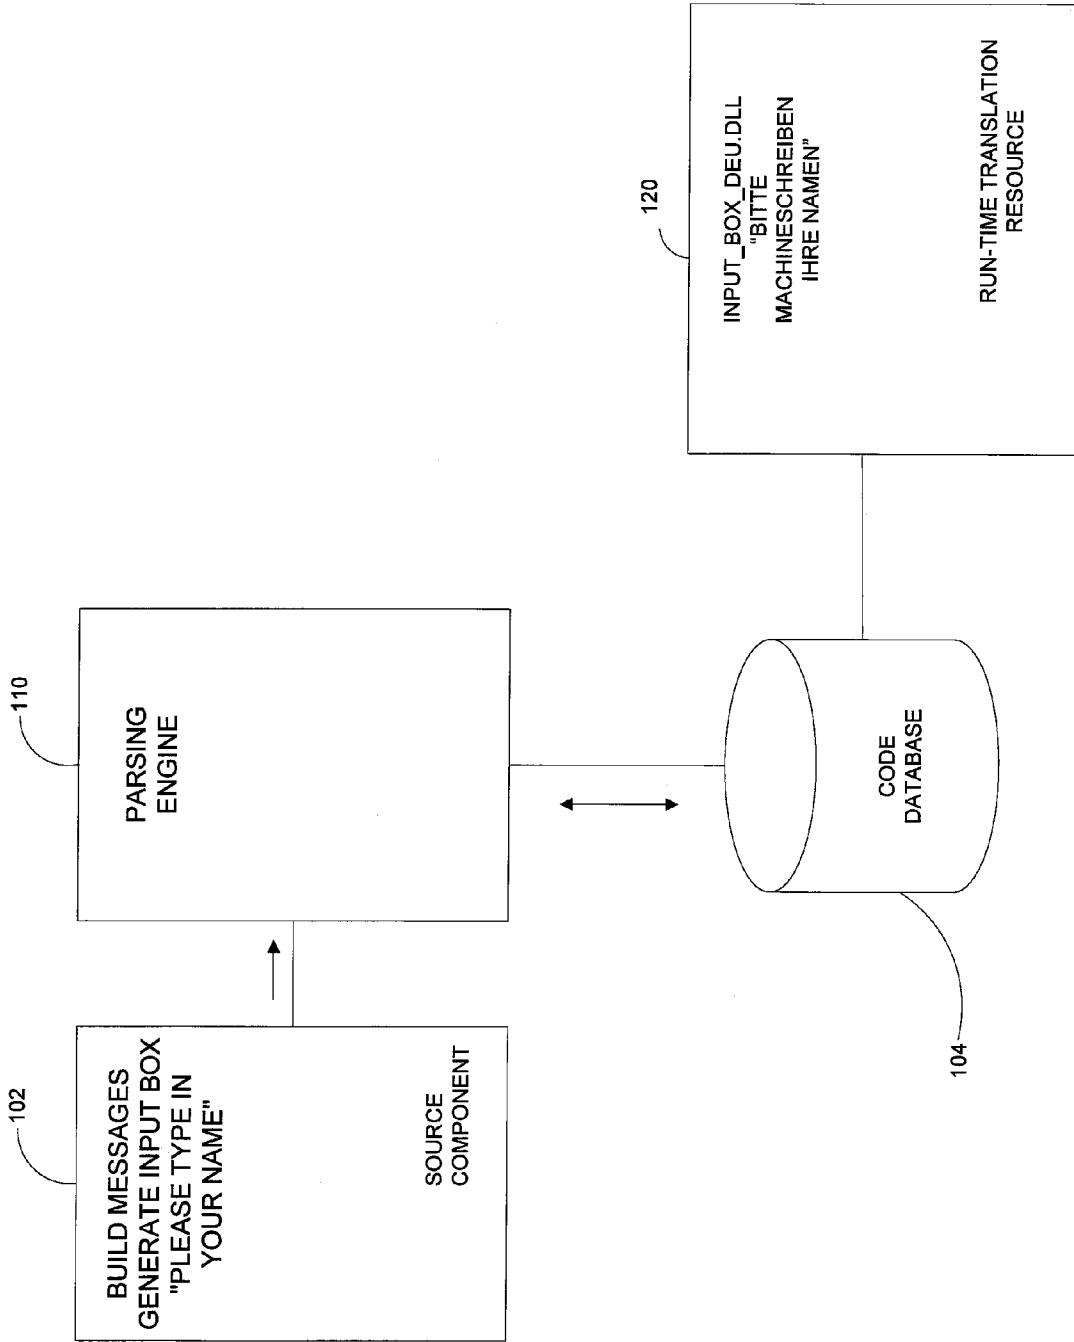 102
BUILD MESSAGES
GENERATE INPUT BOX
"PLEASE TYPE IN
YOUR NAME"
SOURCE
COMPONENT
110
PARSING
ENGINE
104
CODE
DATABASE
120
INPUT_BOX_DEU.DLL
"BITTE
MACHINESCHREIBEN
IHRE NAMEN"
RUN-TIME TRANSLATION
RESOURCE